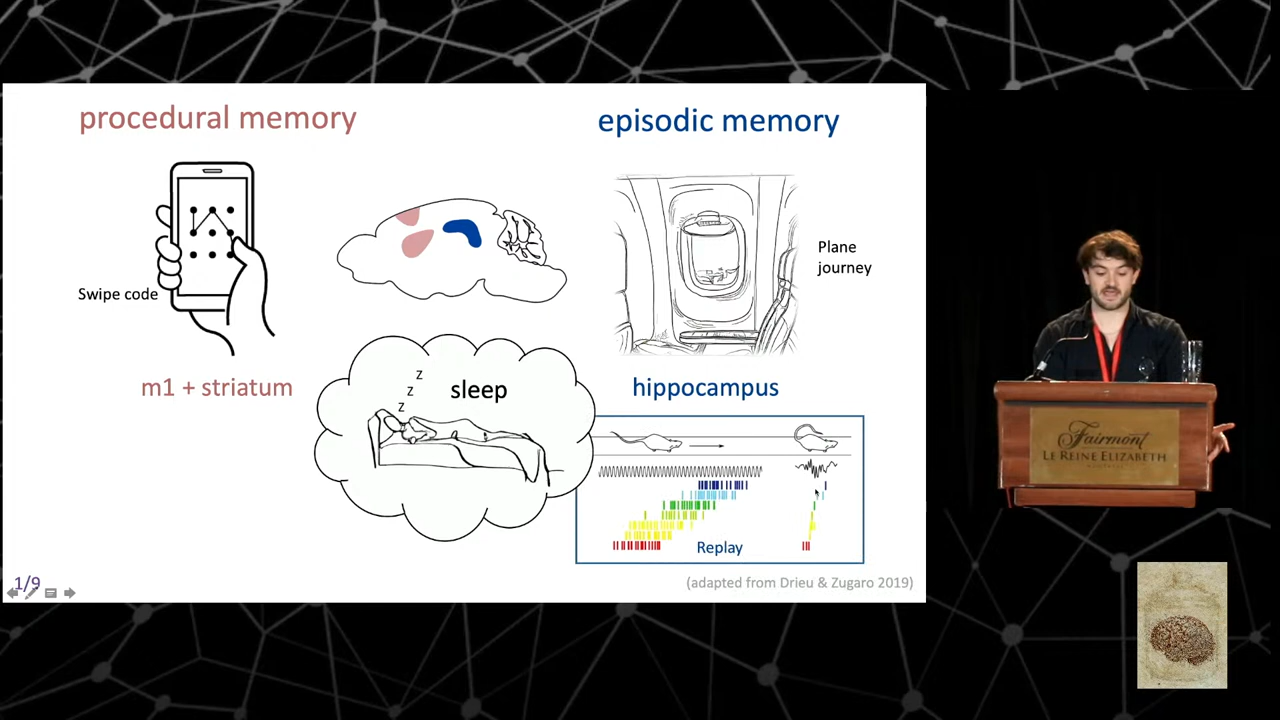 procedural memory
episodic memory
Swipe code
Plane
journey
m1 + striatum
z
z
z
sleep
hippocampus
Replay
1/9
(adapted from Drieu & Zugaro 2019)
Fairmont
LE REINE ELIZABETH